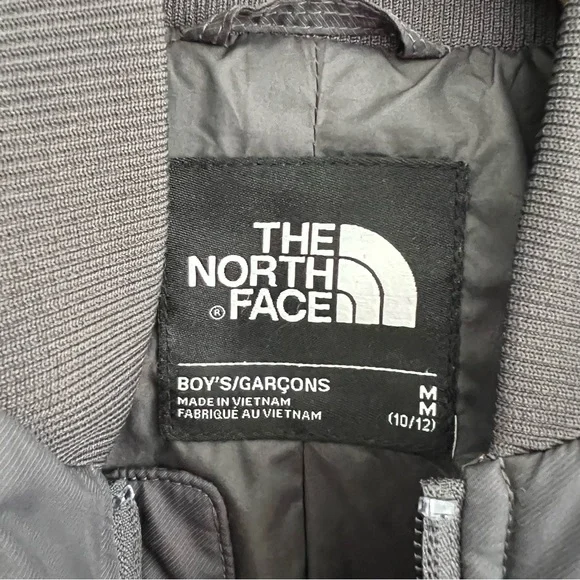 THE
NORTH
® FACE
BOY'S/GARÇONS M
MADE IN VIETNAM M
FABRIQUÉ AU VIETNAM (10/12)